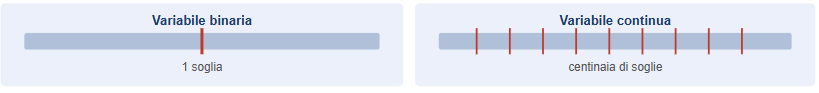 Variabile binaria
1 soglia
Variabile continua
centinaia di soglie